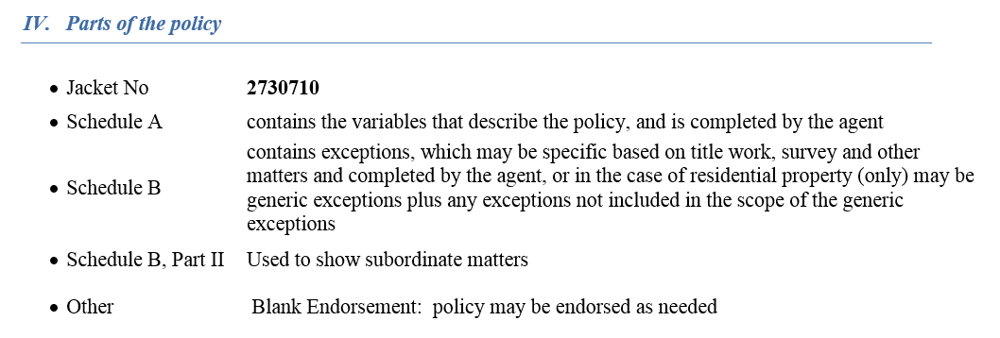 IV. Parts of the policy
• Jacket No 2730710
• Schedule A contains the variables that describe the policy, and is completed by the agent
contains exceptions, which may be specific based on title work, survey and other
matters and completed by the agent, or in the case of residential property (only) may be
• Schedule B
generic exceptions plus any exceptions not included in the scope of the generic
exceptions
• Schedule B, Part II Used to show subordinate matters
• Other Blank Endorsement: policy may be endorsed as needed